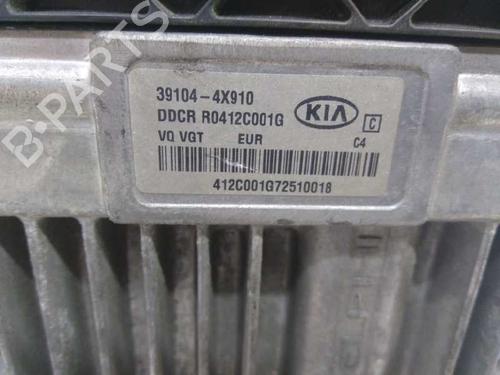 B-PARTS
39104-4X910
DDCR R0412C001G
KIA
C
VQ VGT EUR
C4
412C001G72510018